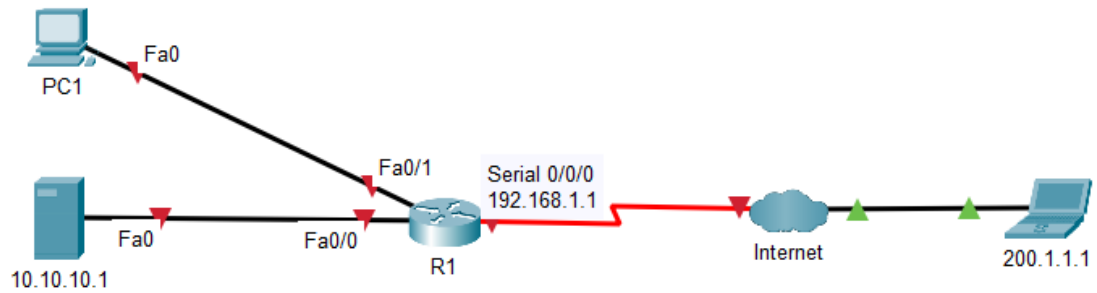 Fa0
PC1
Fa0/1
Serial 0/0/0
192.168.1.1
Fa0
Fa0/0
R1
Internet
200.1.1.1
10.10.10.1